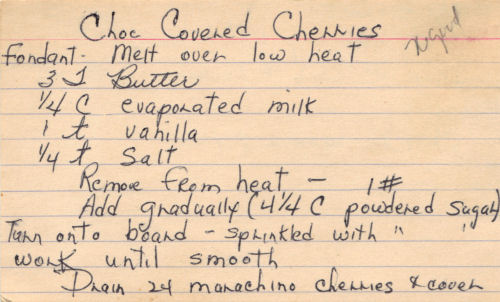 Choc Covered Cherries
Fondant - Melt over low heat
3 T Butter
1/4 C evaporated milk
1 t vanilla
1/4 t Salt
Remove from heat - 1#
Add gradually (4 1/4 C powdered Sugar)
Turn onto board - sprinkled with " "
work until smooth
Drain 24 marachino cherries & cover